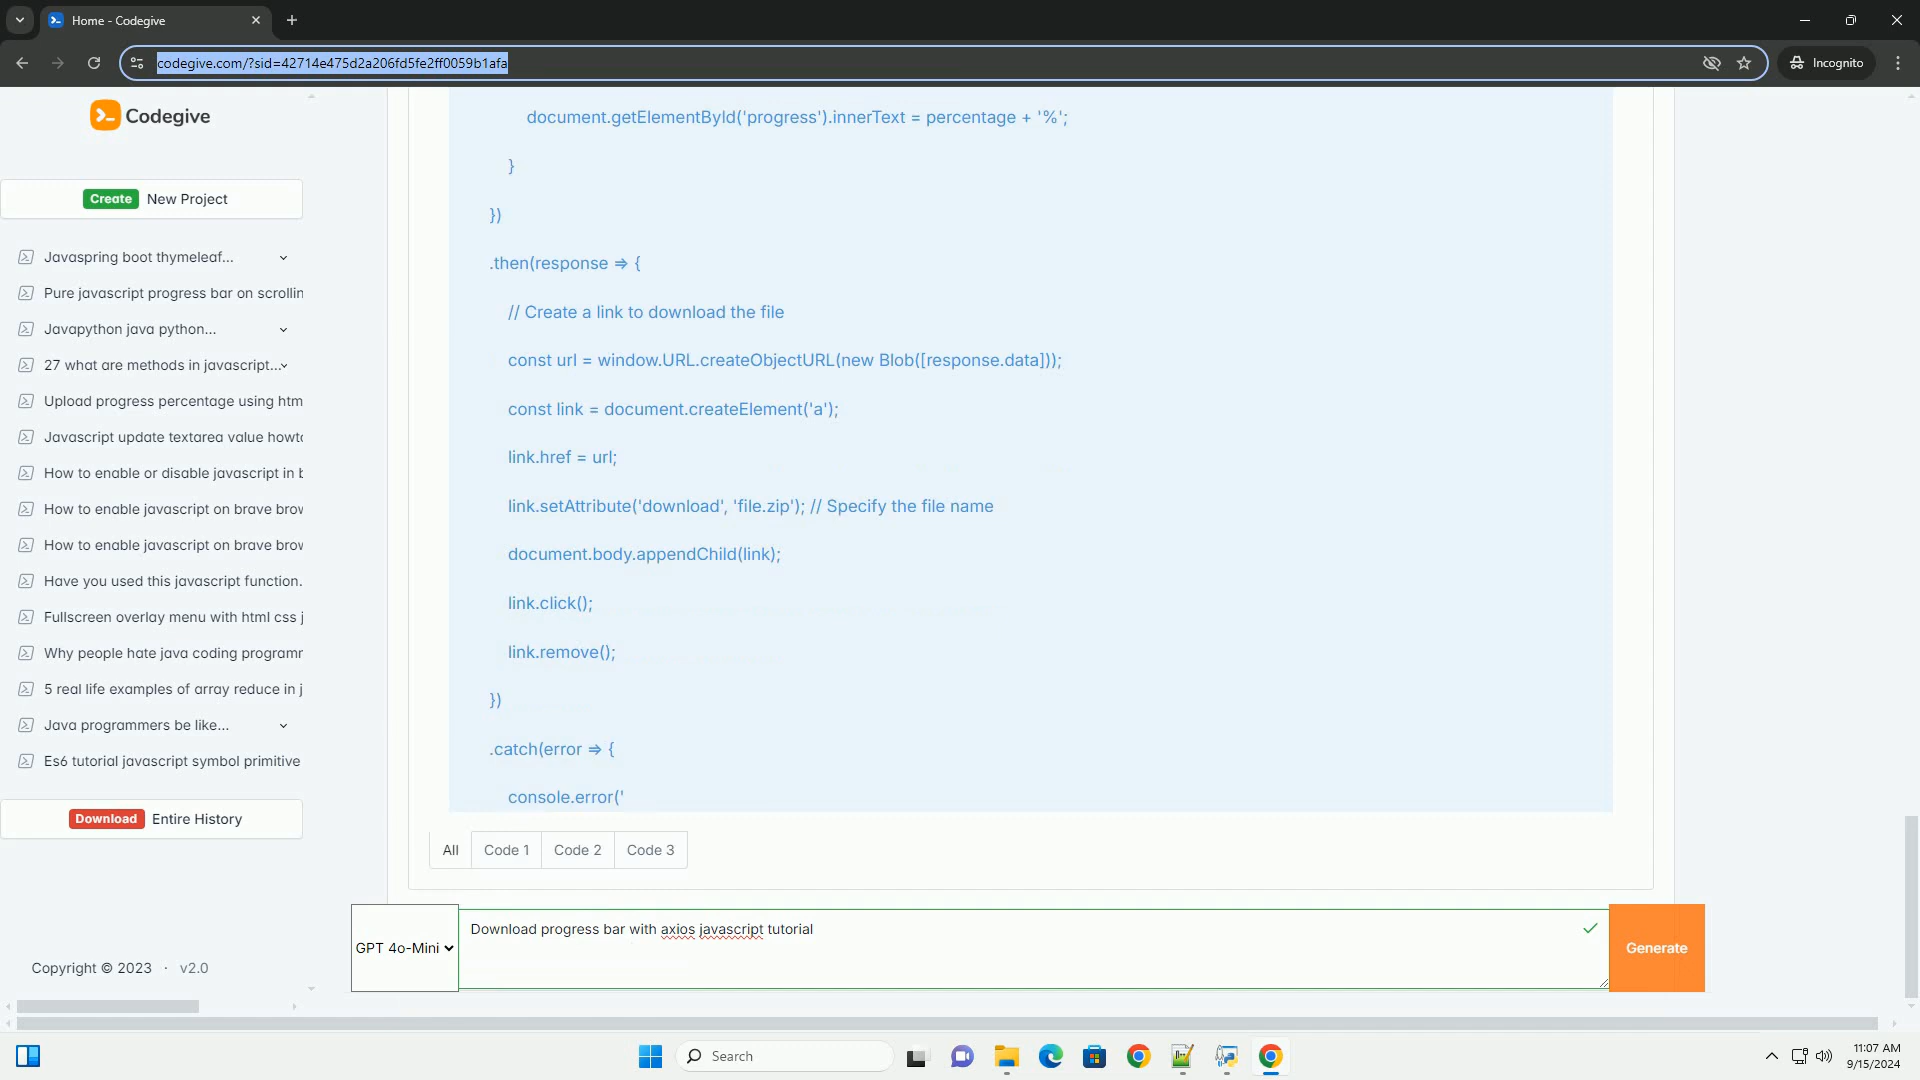 Home - Codegive
codegive.com/?sid=42714e475d2a206fd5fe2ff0059b1afa
Incognito
Codegive
Create New Project
Javaspring boot thymeleaf...
Pure javascript progress bar on scrollin
Javapython java python...
27 what are methods in javascript...
Upload progress percentage using htm
Javascript update textarea value howto
How to enable or disable javascript in b
How to enable javascript on brave brow
How to enable javascript on brave brow
Have you used this javascript function.
Fullscreen overlay menu with html css j
Why people hate java coding programm
5 real life examples of array reduce in j
Java programmers be like...
Es6 tutorial javascript symbol primitive
Download Entire History
Copyright © 2023 · v2.0
document.getElementById('progress').innerText = percentage + '%';
}
})
.then(response => {
// Create a link to download the file
const url = window.URL.createObjectURL(new Blob([response.data]));
const link = document.createElement('a');
link.href = url;
link.setAttribute('download', 'file.zip'); // Specify the file name
document.body.appendChild(link);
link.click();
link.remove();
})
.catch(error => {
console.error('
All Code 1 Code 2 Code 3
GPT 4o-Mini
Download progress bar with axios javascript tutorial
Generate
Search
11:07 AM
9/15/2024